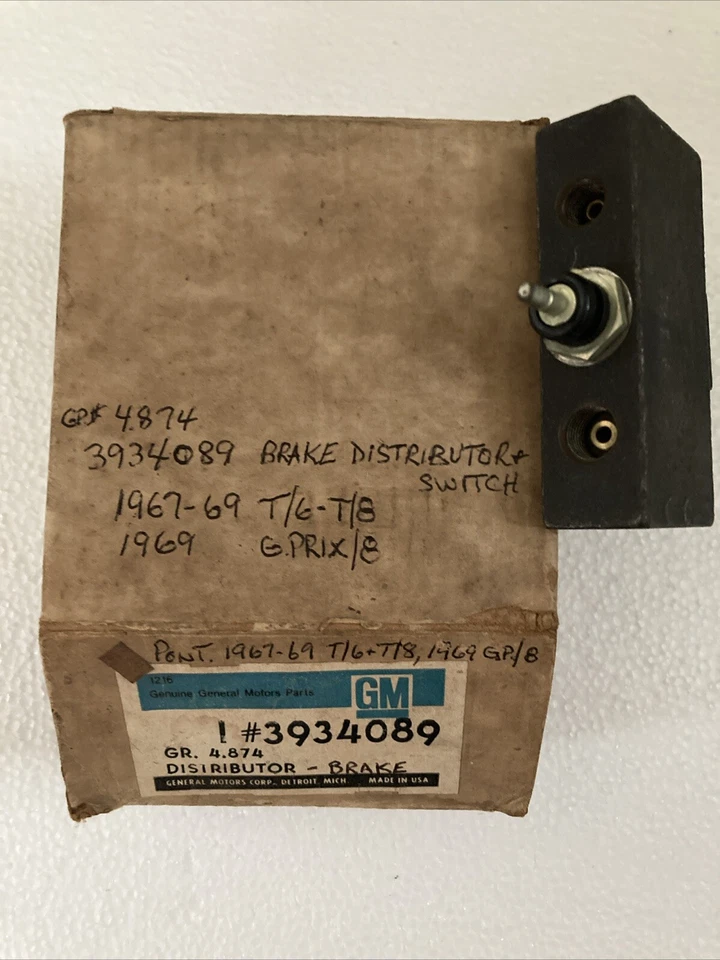 GP.# 4.874
3934089 BRAKE DISTRIBUTOR +
SWITCH
1967-69 T/6-T/8
1969 G.PRIX/8
PONT. 1967-69 T/6+T/8, 1969 GP/8
1216
Genuine General Motors Parts
GM
1 #3934089
GR. 4.874
DISTRIBUTOR - BRAKE
GENERAL MOTORS CORP., DETROIT, MICH. MADE IN USA